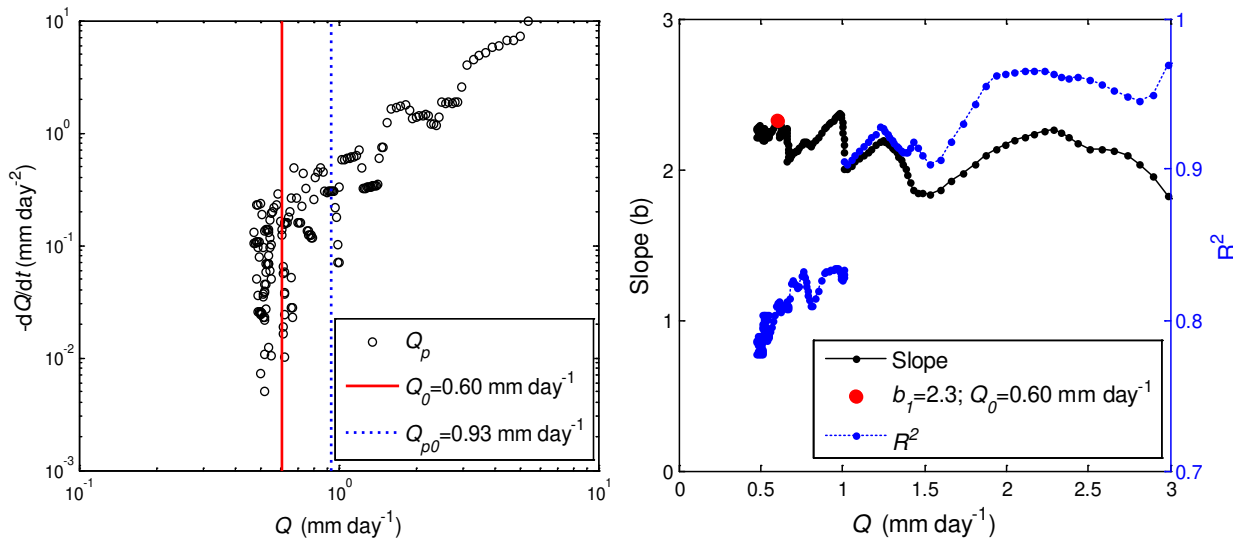 10^1
10^0
10^-1
10^-2
10^-3
-dQ/dt (mm day^-2)
10^-1
10^0
10^1
Q (mm day^-1)
Q_p
Q_0=0.60 mm day^-1
Q_p0=0.93 mm day^-1
3
2
1
0
Slope (b)
0
0.5
1
1.5
2
2.5
3
Q (mm day^-1)
1
0.9
0.8
0.7
R^2
Slope
b_1=2.3; Q_0=0.60 mm day^-1
R^2